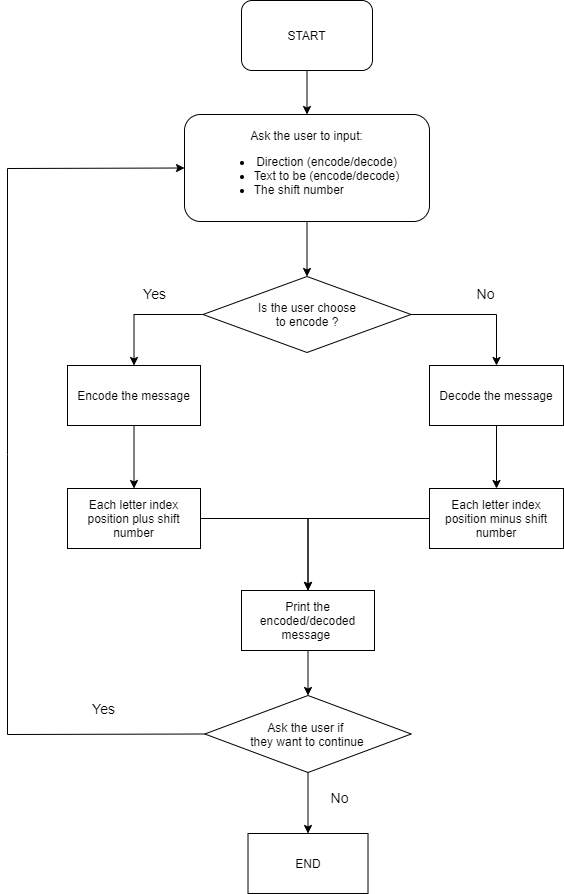 START
Ask the user to input:
Direction (encode/decode)
Text to be (encode/decode)
The shift number
Is the user choose
to encode ?
Yes
No
Encode the message
Decode the message
Each letter index
position plus shift
number
Each letter index
position minus shift
number
Print the
encoded/decoded
message
Ask the user if
they want to continue
Yes
No
END